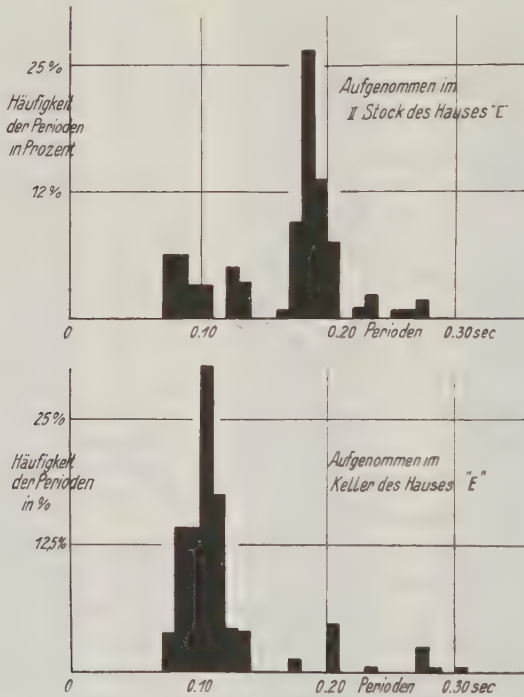 25 %
Häufigkeit
der Perioden
in Prozent
12 %
Aufgenommen im
II Stock des Hauses "E"
0 0.10 0.20 Perioden 0.30 sec
25 %
Häufigkeit
der Perioden
in %
12,5%
Aufgenommen im
Keller des Hauses "E"
0 0.10 Perioden 0.20 0.30 sec